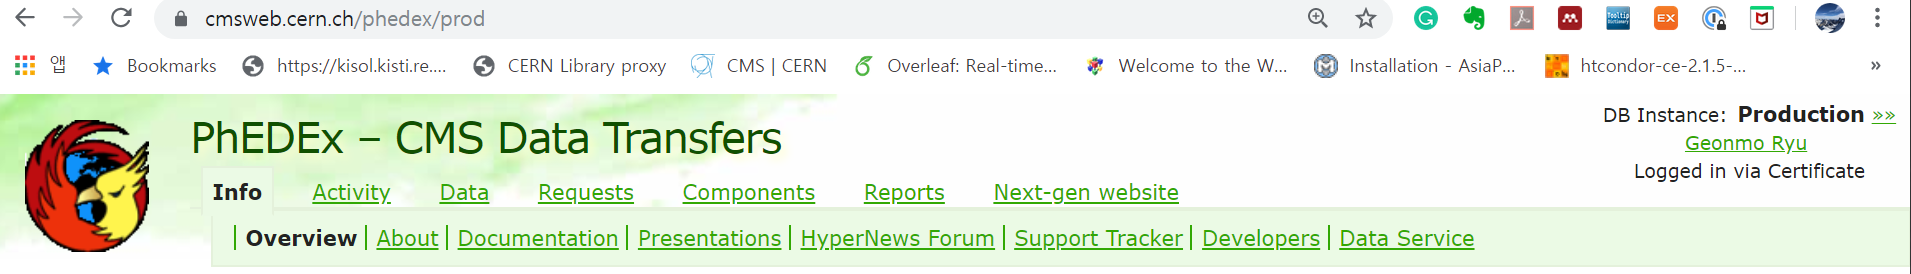 cmsweb.cern.ch/phedex/prod
앱 Bookmarks https://kisol.kisti.re.... CERN Library proxy CMS | CERN Overleaf: Real-time... Welcome to the W... Installation - AsiaP... htcondor-ce-2.1.5-... »
PhEDEx – CMS Data Transfers
DB Instance: Production »»
Geonmo Ryu
Logged in via Certificate
Info Activity Data Requests Components Reports Next-gen website
Overview | About | Documentation | Presentations | HyperNews Forum | Support Tracker | Developers | Data Service